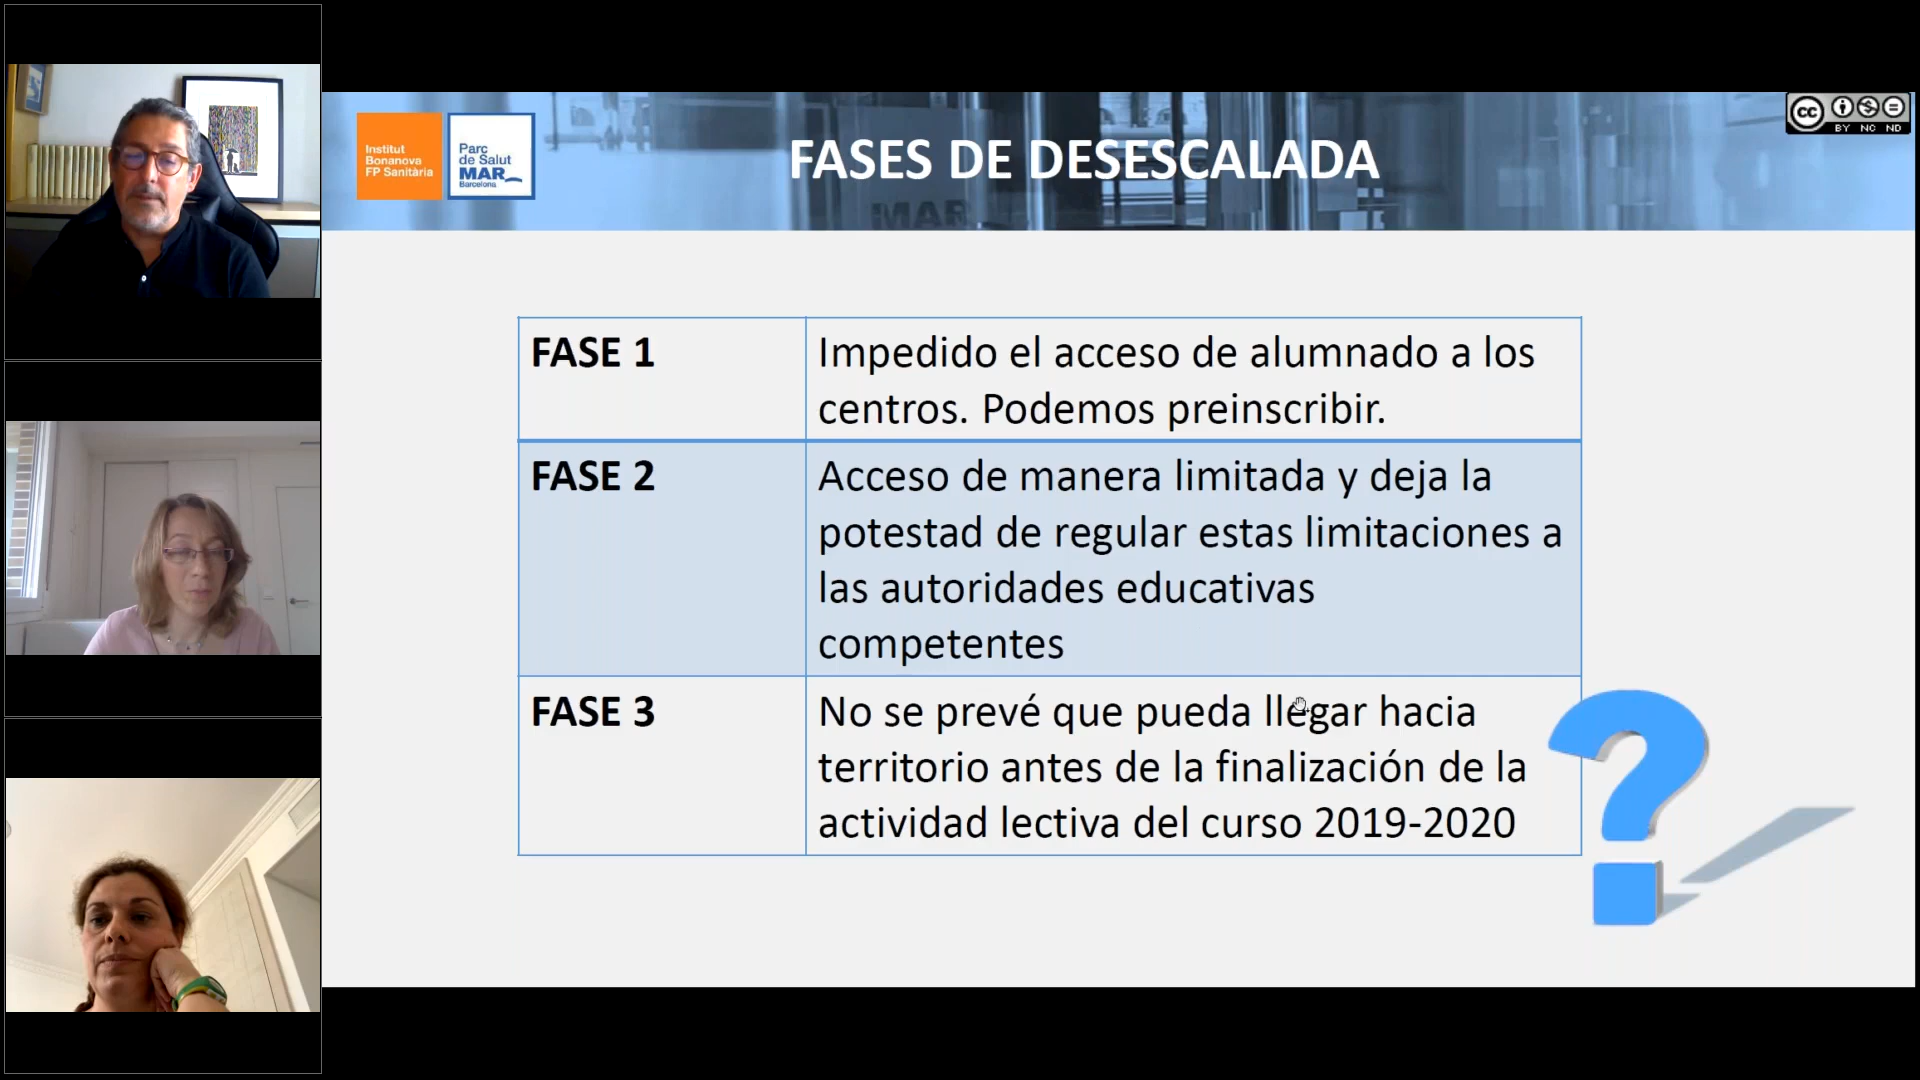 Institut
Bonanova
FP Sanitària
Parc
de Salut
MAR
Barcelona
FASES DE DESESCALADA
MAR
cc
BY NC ND
FASE 1
Impedido el acceso de alumnado a los
centros. Podemos preinscribir.
FASE 2
Acceso de manera limitada y deja la
potestad de regular estas limitaciones a
las autoridades educativas
competentes
FASE 3
No se prevé que pueda llegar hacia
territorio antes de la finalización de la
actividad lectiva del curso 2019-2020
?